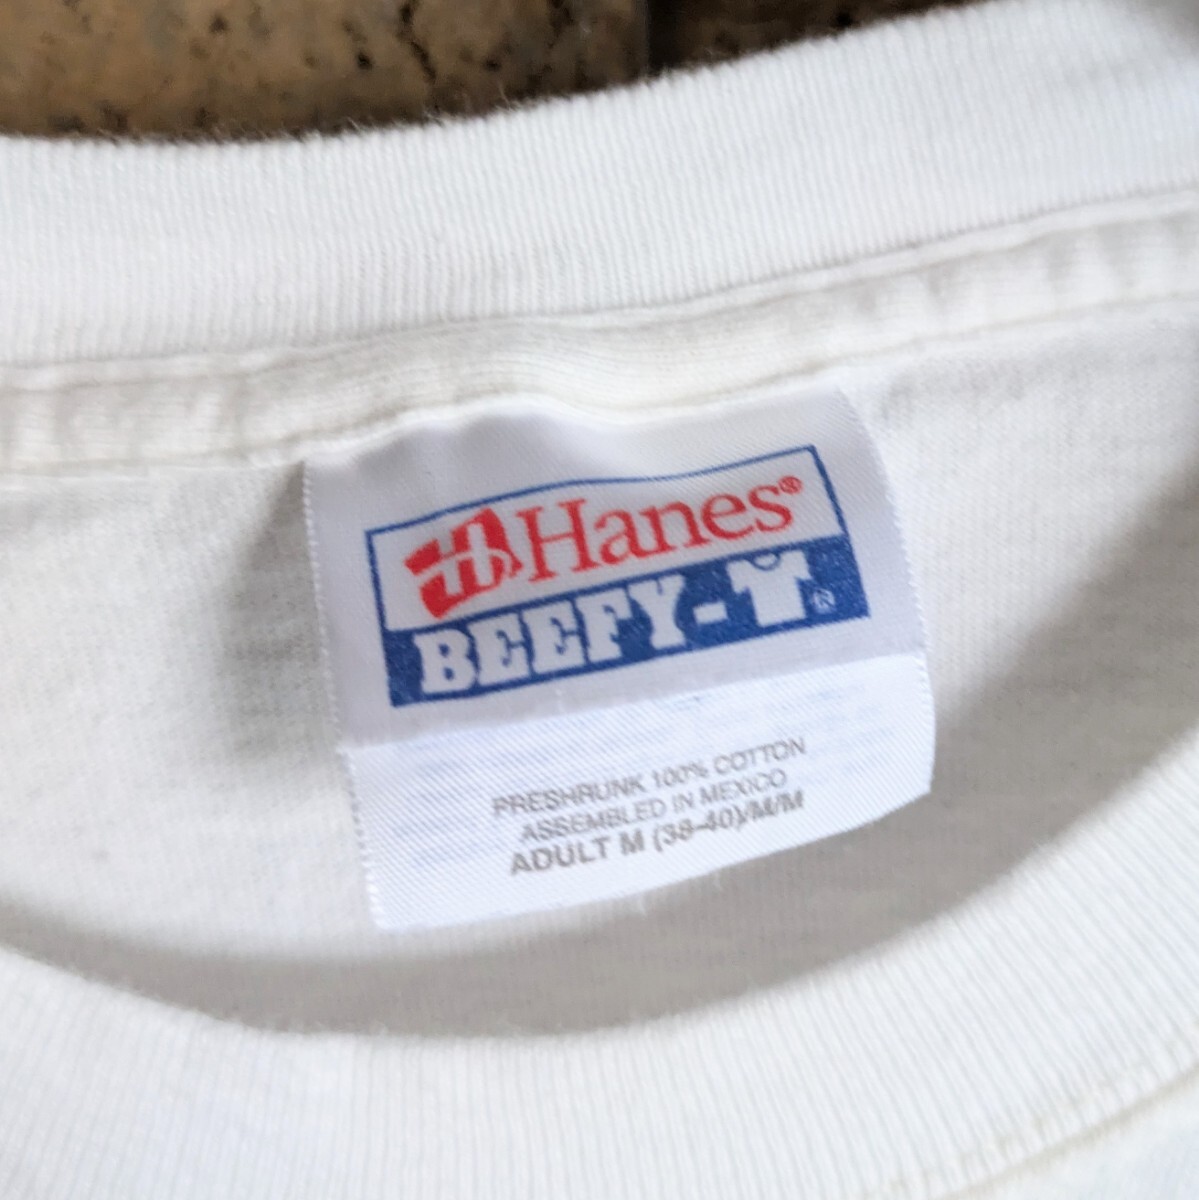 Hanes®
BEEFY-T®
PRESHRUNK 100% COTTON
ASSEMBLED IN MEXICO
ADULT M (38-40)/M/M